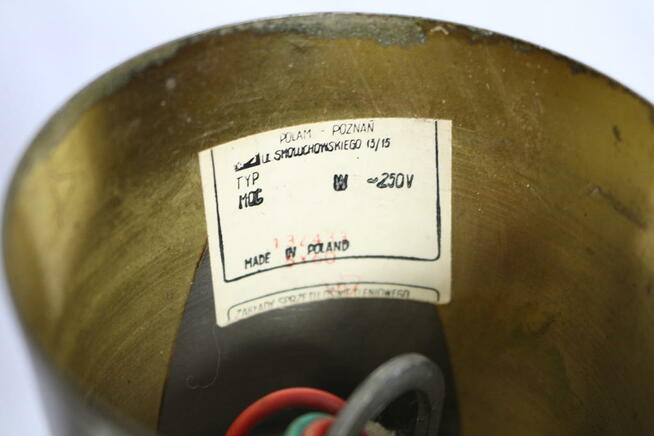 POLAM - POZNAŃ
UL SMOLUCHOWSKIEGO 13/15
TYP
MOC W ~250V
MADE IN POLAND
ZAKŁADY SPRZĘTU OŚWIETLENIOWEGO